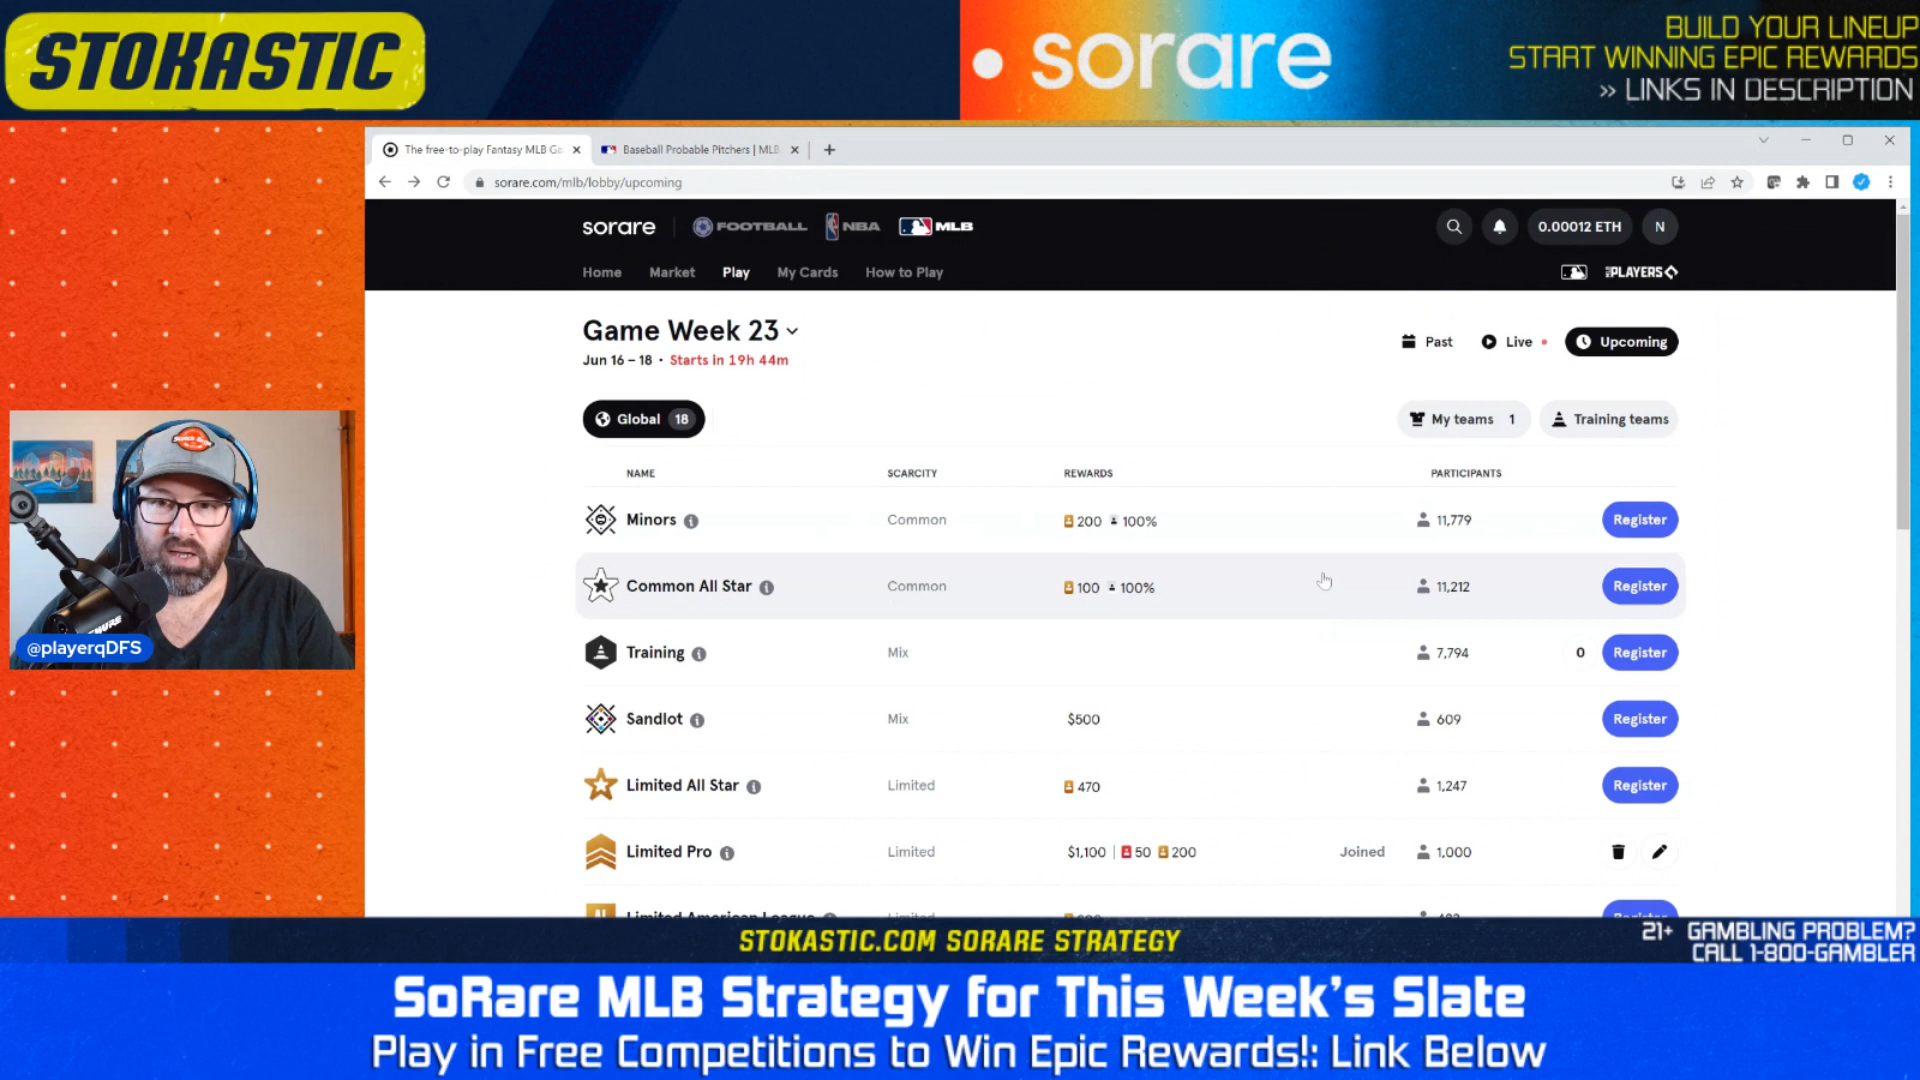 STOKASTIC
sorare
BUILD YOUR LINEUP
START WINNING EPIC REWARDS
>> LINKS IN DESCRIPTION
The free-to-play Fantasy MLB Ga
Baseball Probable Pitchers | MLB
sorare.com/mlb/lobby/upcoming
sorare
FOOTBALL
NBA
MLB
0.00012 ETH
N
Home Market Play My Cards How to Play
PLAYERS
Game Week 23
Jun 16 – 18 • Starts in 19h 44m
Past
Live
Upcoming
Global 18
My teams 1
Training teams
NAME SCARCITY REWARDS PARTICIPANTS
Minors Common 200 100% 11,779 Register
Common All Star Common 100 100% 11,212 Register
Training Mix 7,794 0 Register
Sandlot Mix $500 609 Register
Limited All Star Limited 470 1,247 Register
Limited Pro Limited $1,100 | 50 200 Joined 1,000
Limited American League Limited Register
SHURE
@playerqDFS
STOKASTIC.COM SORARE STRATEGY
21+ GAMBLING PROBLEM?
CALL 1-800-GAMBLER
SoRare MLB Strategy for This Week's Slate
Play in Free Competitions to Win Epic Rewards!: Link Below